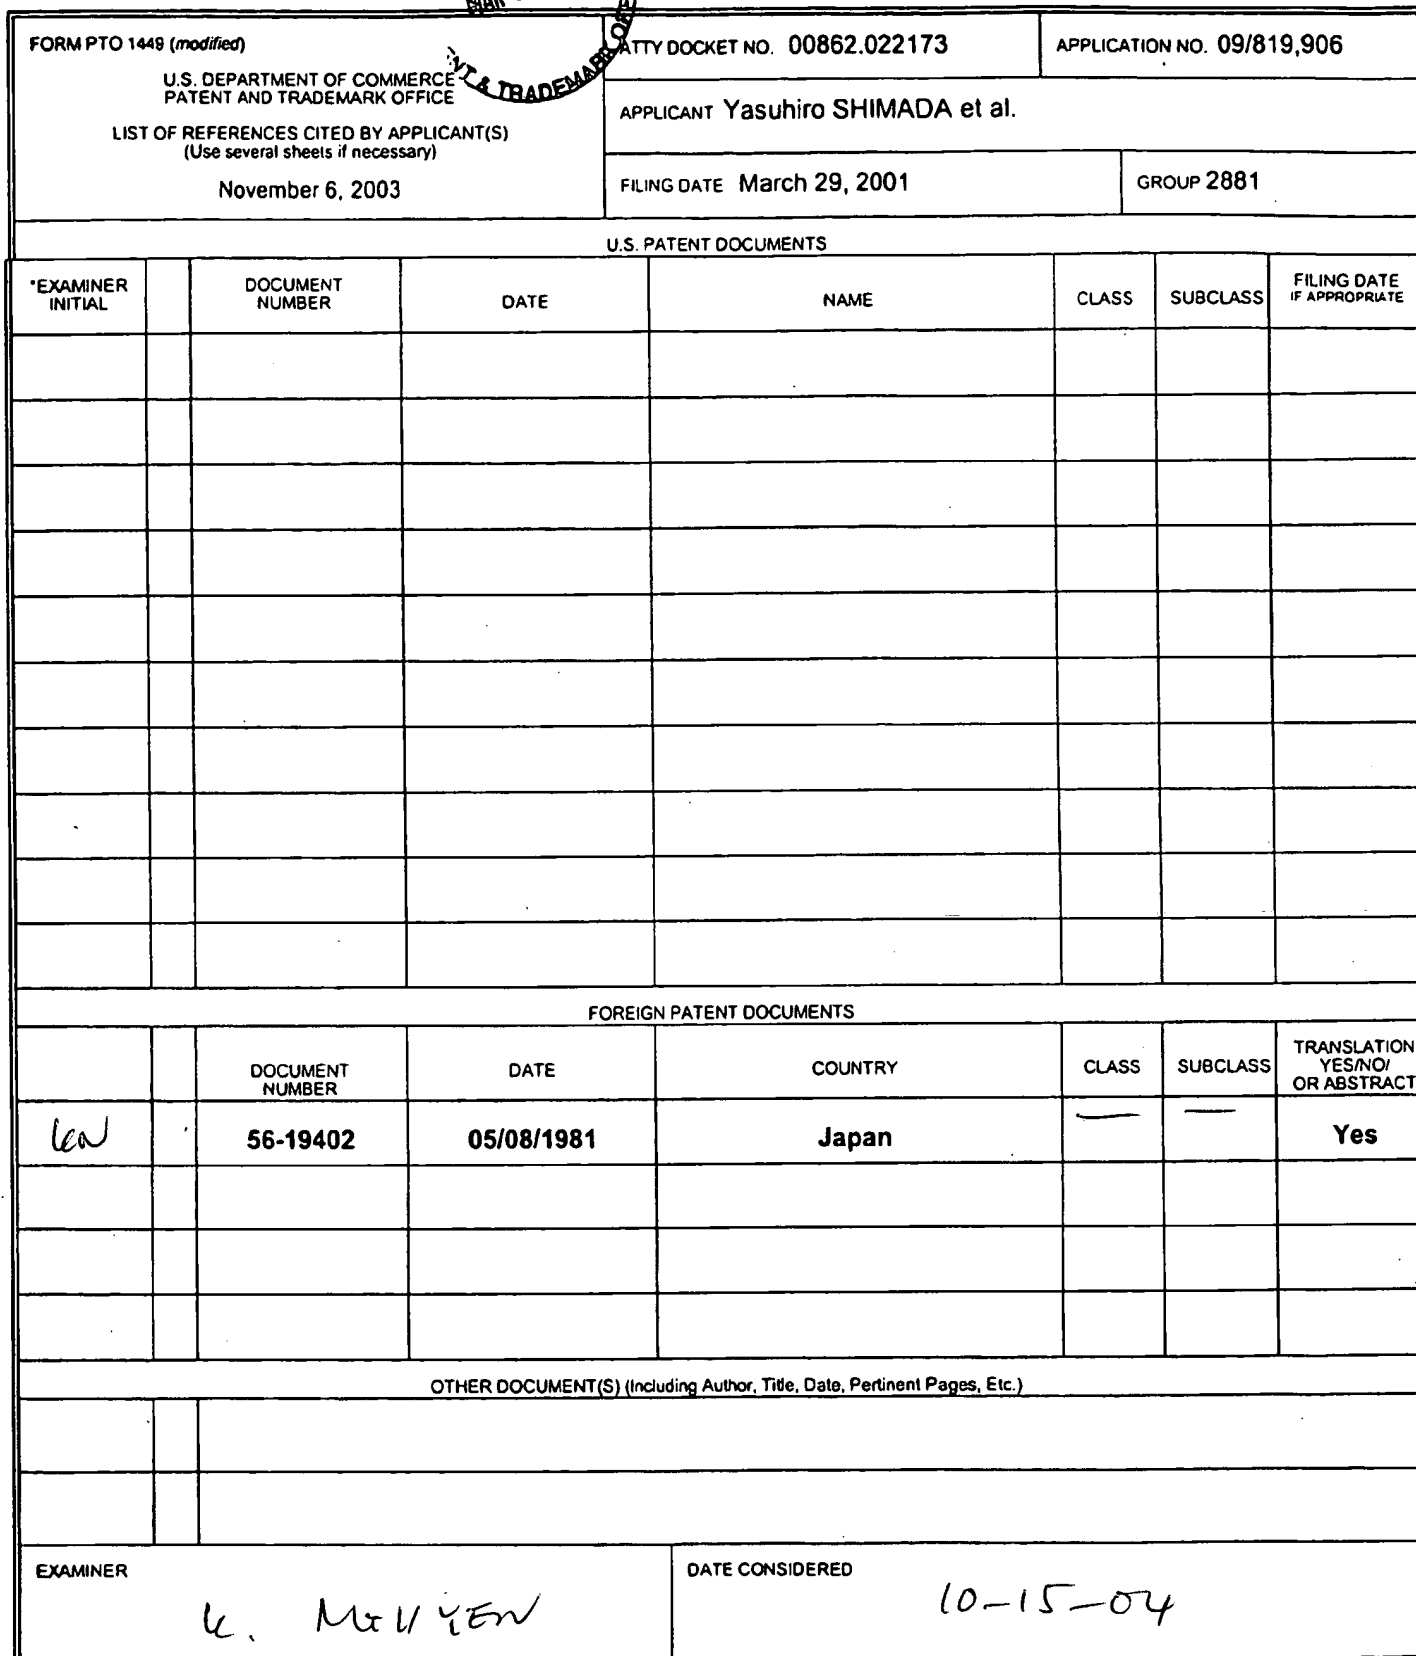 FORM PTO 1449 (modified)
U.S. DEPARTMENT OF COMMERCE
PATENT AND TRADEMARK OFFICE
LIST OF REFERENCES CITED BY APPLICANT(S)
(Use several sheets if necessary)
November 6, 2003
& TRADEMARK
ATTY DOCKET NO. 00862.022173
APPLICATION NO. 09/819,906
APPLICANT Yasuhiro SHIMADA et al.
FILING DATE March 29, 2001
GROUP 2881
U.S. PATENT DOCUMENTS
*EXAMINER INITIAL
DOCUMENT NUMBER
DATE
NAME
CLASS
SUBCLASS
FILING DATE IF APPROPRIATE
FOREIGN PATENT DOCUMENTS
DOCUMENT NUMBER
DATE
COUNTRY
CLASS
SUBCLASS
TRANSLATION YES/NO/ OR ABSTRACT
KN
56-19402
05/08/1981
Japan
— —
Yes
OTHER DOCUMENT(S) (Including Author, Title, Date, Pertinent Pages, Etc.)
EXAMINER
K. NGUYEN
DATE CONSIDERED
10-15-04